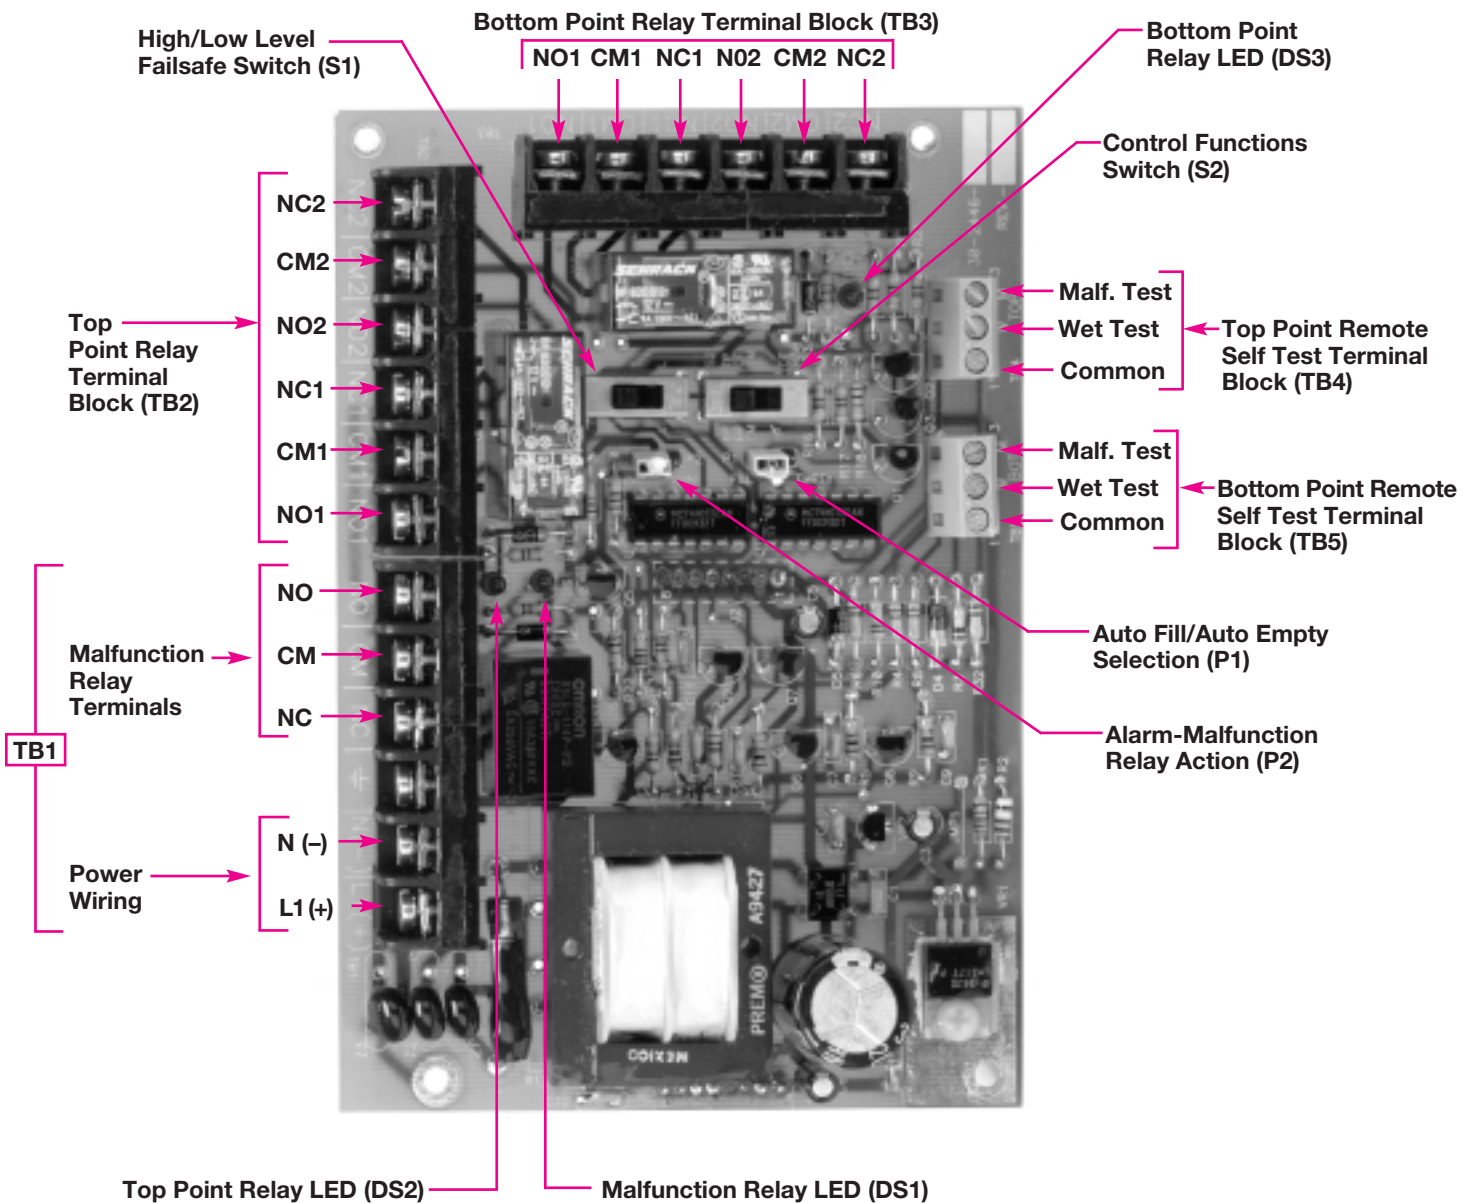 Bottom Point Relay Terminal Block (TB3)
NO1 CM1 NC1 N02 CM2 NC2
High/Low Level
Failsafe Switch (S1)
Bottom Point
Relay LED (DS3)
Control Functions
Switch (S2)
NC2
CM2
NO2
NC1
CM1
NO1
Top
Point Relay
Terminal
Block (TB2)
Malf. Test
Wet Test
Common
Top Point Remote
Self Test Terminal
Block (TB4)
Malf. Test
Wet Test
Common
Bottom Point Remote
Self Test Terminal
Block (TB5)
NO
CM
NC
Malfunction
Relay
Terminals
TB1
Auto Fill/Auto Empty
Selection (P1)
Alarm-Malfunction
Relay Action (P2)
N (–)
L1 (+)
Power
Wiring
SCHRACK
SCHRACK
omron
PREM® A9427
MEXICO
Top Point Relay LED (DS2)
Malfunction Relay LED (DS1)